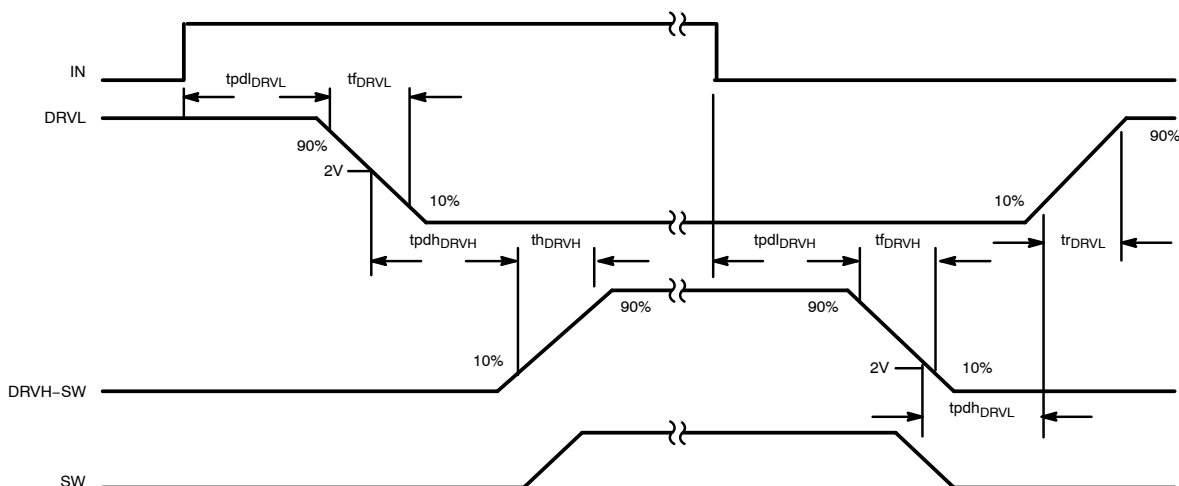 IN
tpdlDRVL
tfDRVL
DRVL
90%
90%
2V
10%
10%
tpdhDRVH
thDRVH
tpdlDRVH
tfDRVH
trDRVL
90%
90%
10%
2V
10%
DRVH−SW
tpdhDRVL
SW